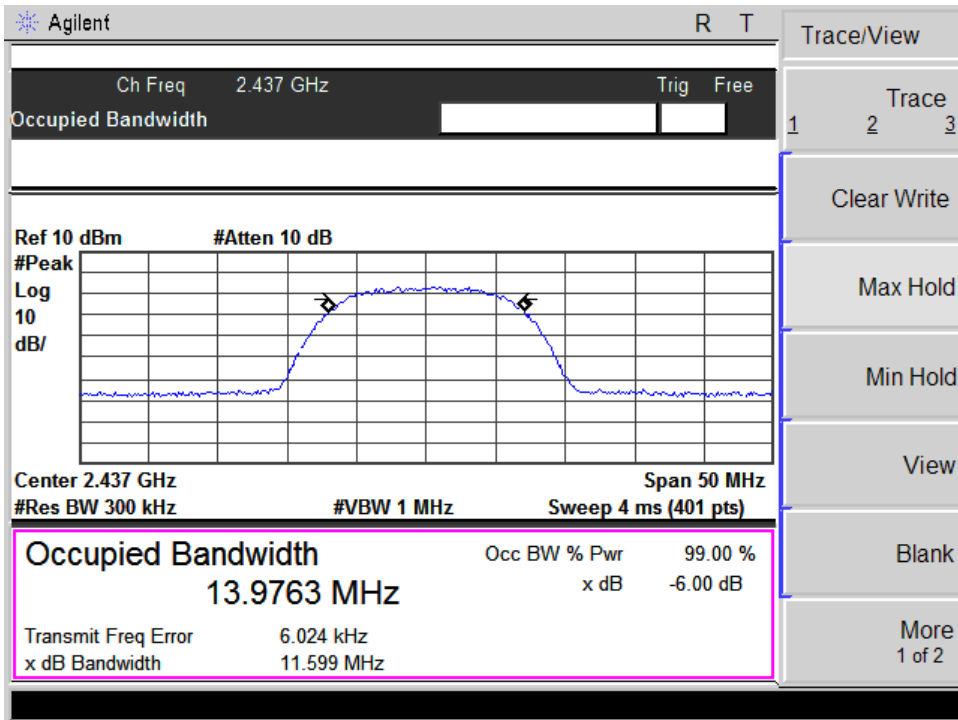 Agilent R T
Ch Freq 2.437 GHz Trig Free
Occupied Bandwidth
Ref 10 dBm #Atten 10 dB
#Peak
Log
10
dB/
Center 2.437 GHz Span 50 MHz
#Res BW 300 kHz #VBW 1 MHz Sweep 4 ms (401 pts)
Occupied Bandwidth Occ BW % Pwr 99.00 %
13.9763 MHz x dB -6.00 dB
Transmit Freq Error 6.024 kHz
x dB Bandwidth 11.599 MHz
Trace/View
Trace
1 2 3
Clear Write
Max Hold
Min Hold
View
Blank
More
1 of 2